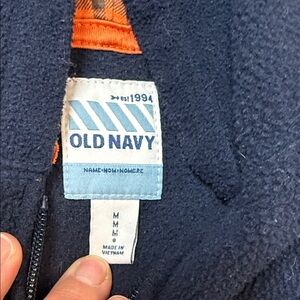 EST 1994
OLD NAVY
NAME•NOM•NOMBRE
M
M
M
MADE IN
VIETNAM